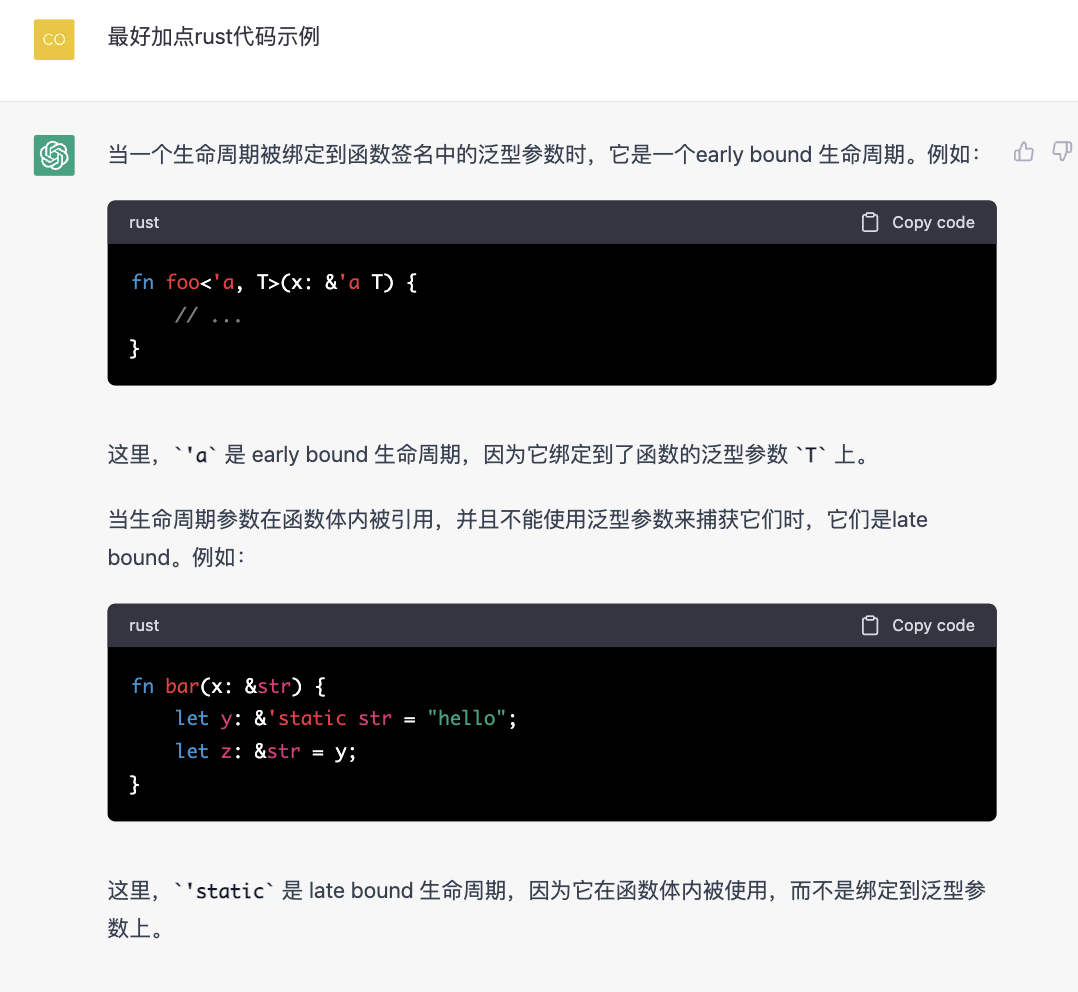 CO
最好加点rust代码示例
当一个生命周期被绑定到函数签名中的泛型参数时，它是一个early bound 生命周期。例如：
rust
Copy code
fn foo<'a, T>(x: &'a T) {
    // ...
}
这里，`'a` 是 early bound 生命周期，因为它绑定到了函数的泛型参数 `T` 上。
当生命周期参数在函数体内被引用，并且不能使用泛型参数来捕获它们时，它们是late
bound。例如：
rust
Copy code
fn bar(x: &str) {
    let y: &'static str = "hello";
    let z: &str = y;
}
这里，`'static` 是 late bound 生命周期，因为它在函数体内被使用，而不是绑定到泛型参
数上。